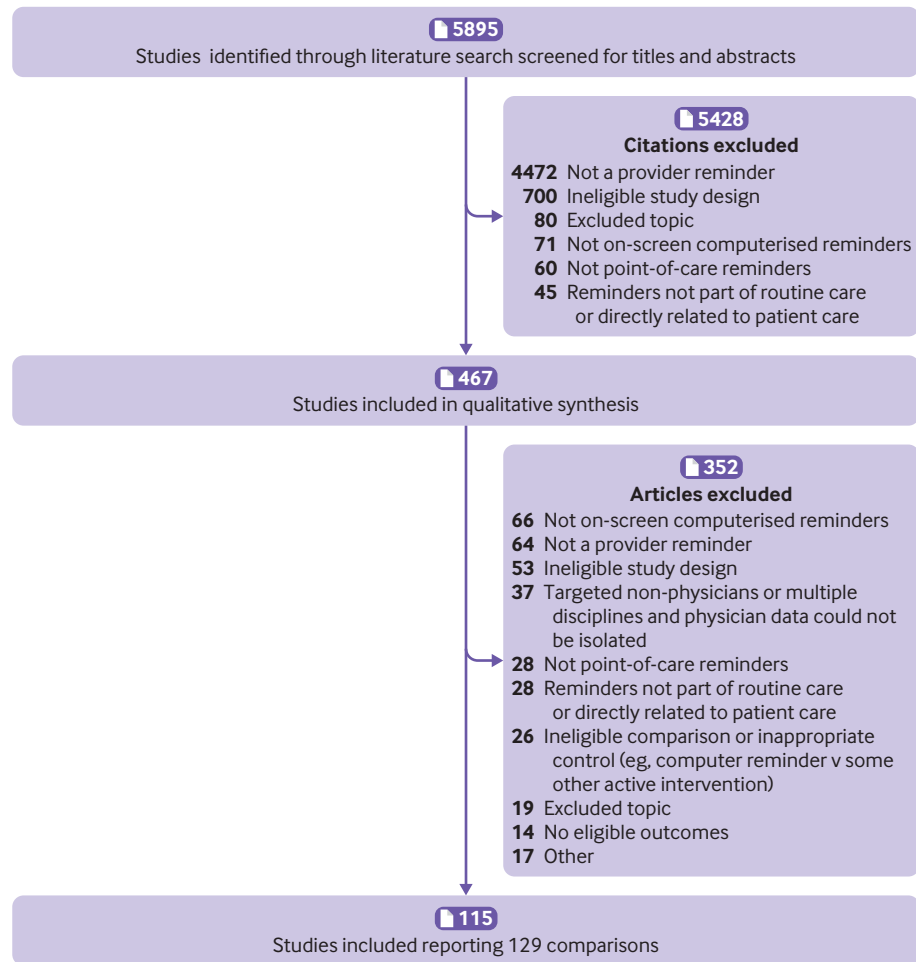 5895
Studies identified through literature search screened for titles and abstracts
5428
Citations excluded
4472 Not a provider reminder
700 Ineligible study design
80 Excluded topic
71 Not on-screen computerised reminders
60 Not point-of-care reminders
45 Reminders not part of routine care
or directly related to patient care
467
Studies included in qualitative synthesis
352
Articles excluded
66 Not on-screen computerised reminders
64 Not a provider reminder
53 Ineligible study design
37 Targeted non-physicians or multiple
disciplines and physician data could not
be isolated
28 Not point-of-care reminders
28 Reminders not part of routine care
or directly related to patient care
26 Ineligible comparison or inappropriate
control (eg, computer reminder v some
other active intervention)
19 Excluded topic
14 No eligible outcomes
17 Other
115
Studies included reporting 129 comparisons